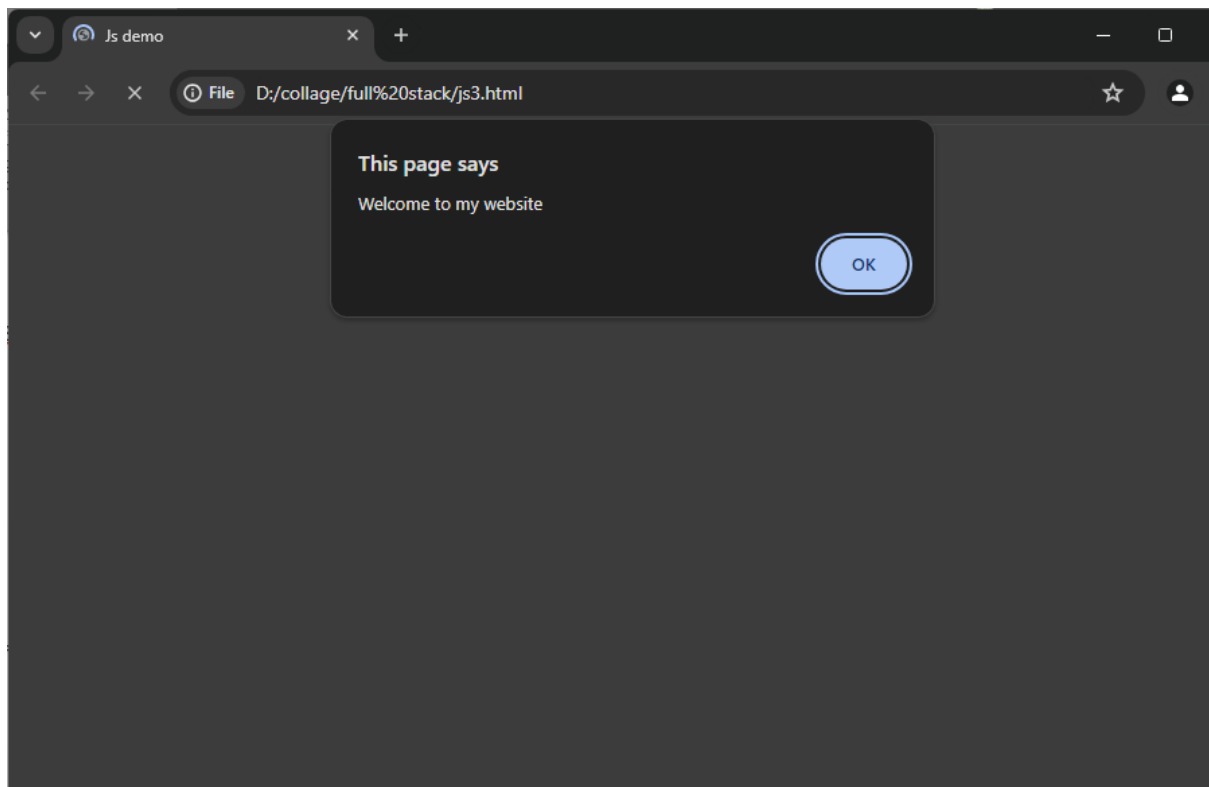 Js demo
File D:/collage/full%20stack/js3.html
This page says
Welcome to my website
OK